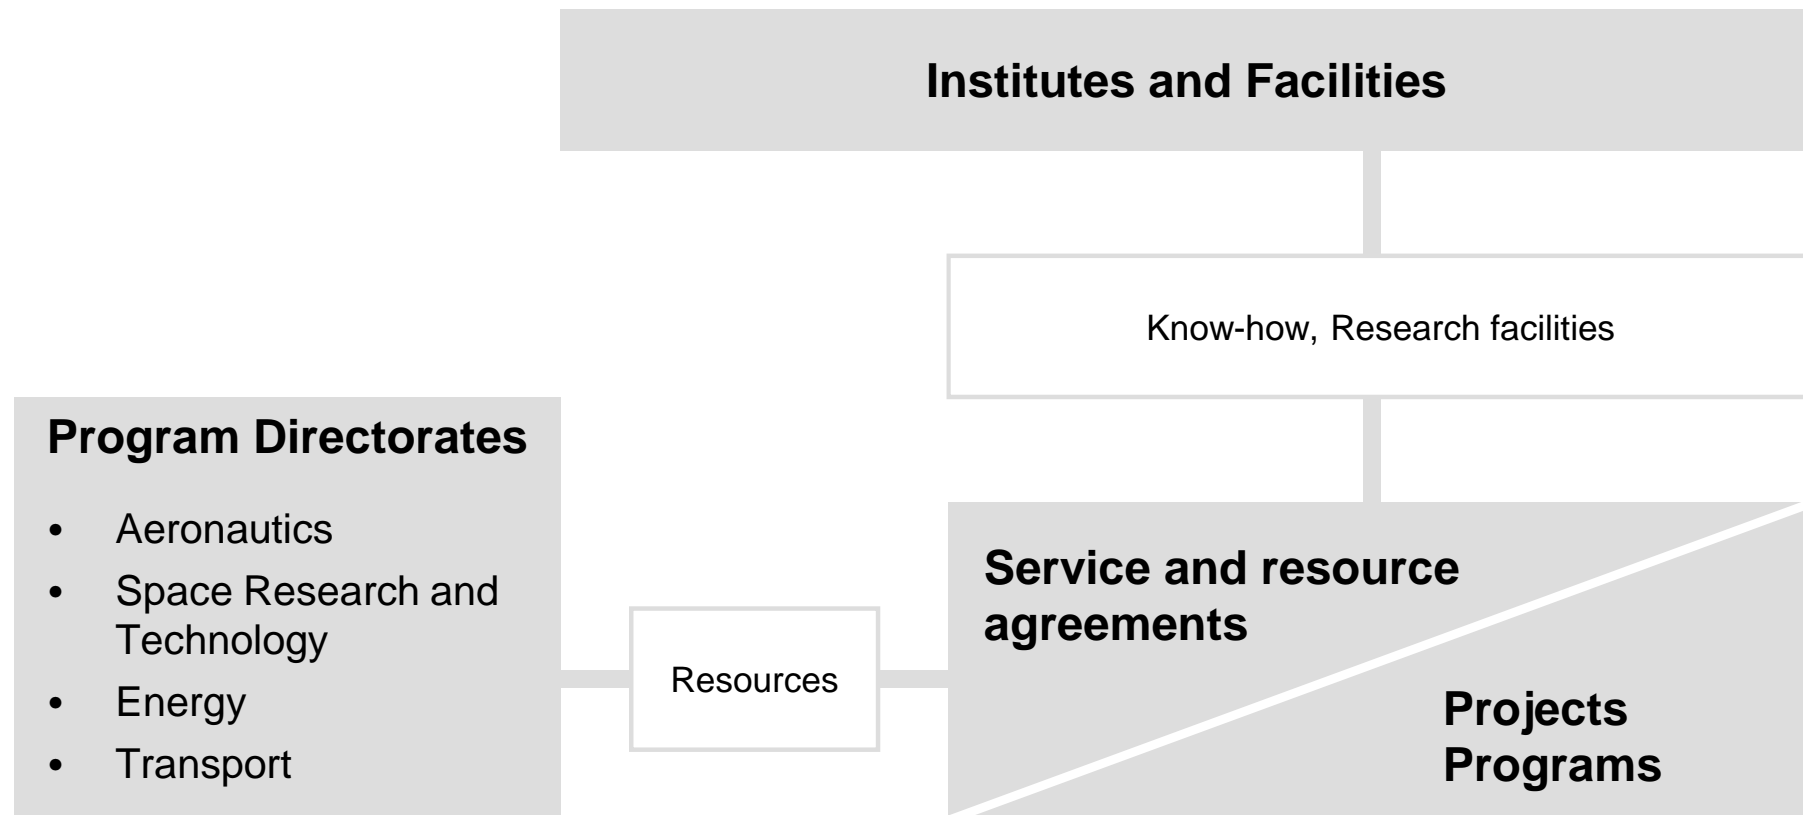 Institutes and Facilities
Know-how, Research facilities
Program Directorates
• Aeronautics
• Space Research and
Technology
• Energy
• Transport
Resources
Service and resource
agreements
Projects
Programs